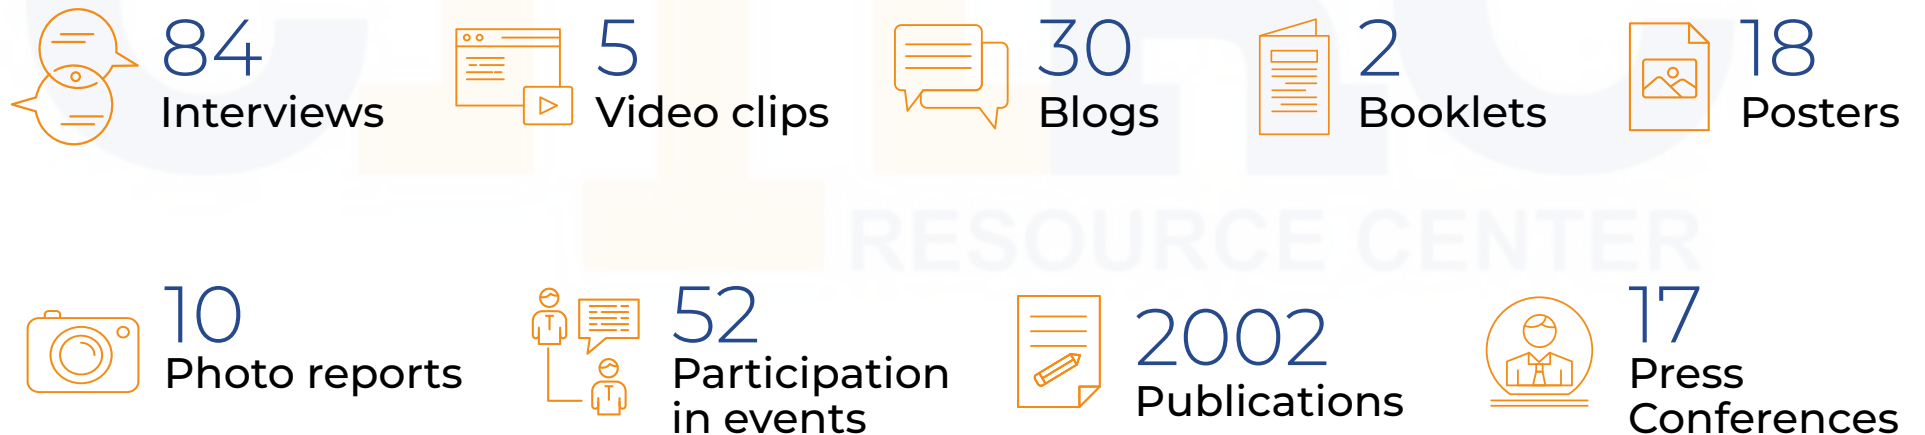 84
Interviews
5
Video clips
30
Blogs
2
Booklets
18
Posters
RESOURCE CENTER
10
Photo reports
52
Participation
in events
2002
Publications
17
Press
Conferences